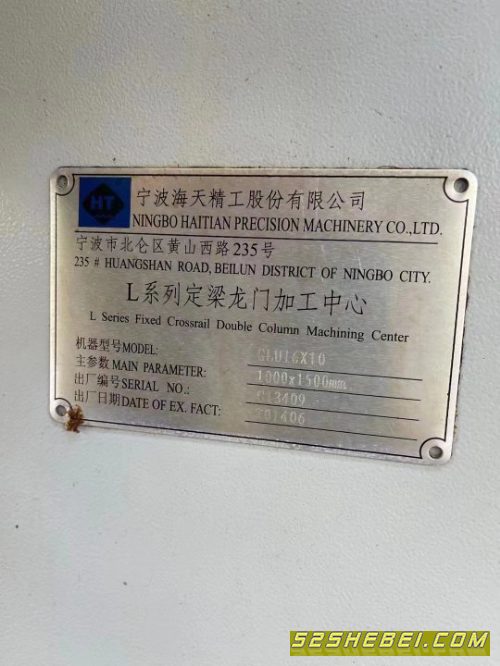 HT
宁波海天精工股份有限公司
NINGBO HAITIAN PRECISION MACHINERY CO.,LTD.
宁波市北仑区黄山西路235号
235 # HUANGSHAN ROAD, BEILUN DISTRICT OF NINGBO CITY.
L系列定梁龙门加工中心
L Series Fixed Crossrail Double Column Machining Center
机器型号MODEL: GLU16X10
主参数 MAIN PARAMETER: 1000x1500mm
出厂编号SERIAL NO.: G13409
出厂日期DATE OF EX. FACT: 201406
52SHEBEI.COM